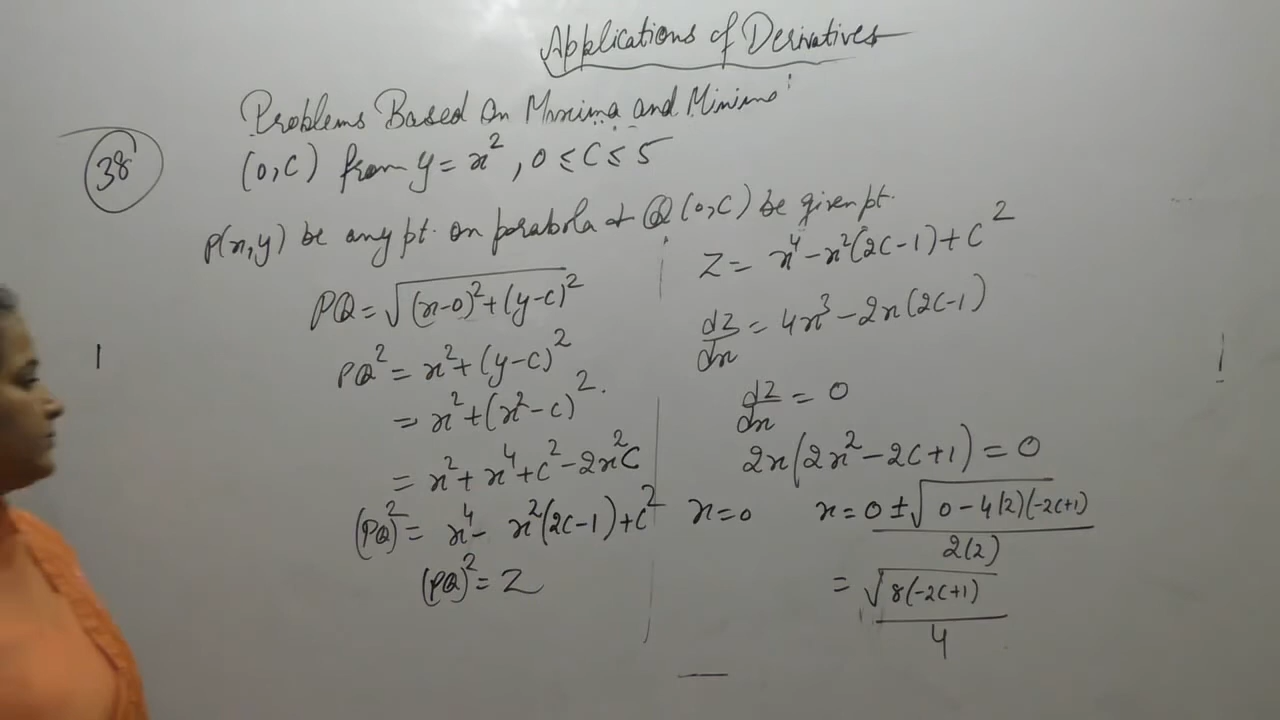 Applications of Derivatives
Problems Based On Maxima and Minima:
38
(0,C) from y = x², 0 ≤ C ≤ 5
P(x,y) be any pt. on parabola & Q(0,C) be given pt.
PQ = √((x-0)²+(y-c)²)
PQ² = x²+(y-c)²
= x²+(x²-c)².
= x²+x⁴+c²-2x²c
(PQ)² = x⁴- x²(2c-1)+c²
(PQ)² = Z
Z = x⁴-x²(2c-1)+c²
dz/dx = 4x³-2x(2c-1)
dz/dx = 0
2x(2x²-2c+1) = 0
x=0 x = 0 ± √(0-4(2)(-2c+1)) / 2(2)
= √(8(-2c+1)) / 4